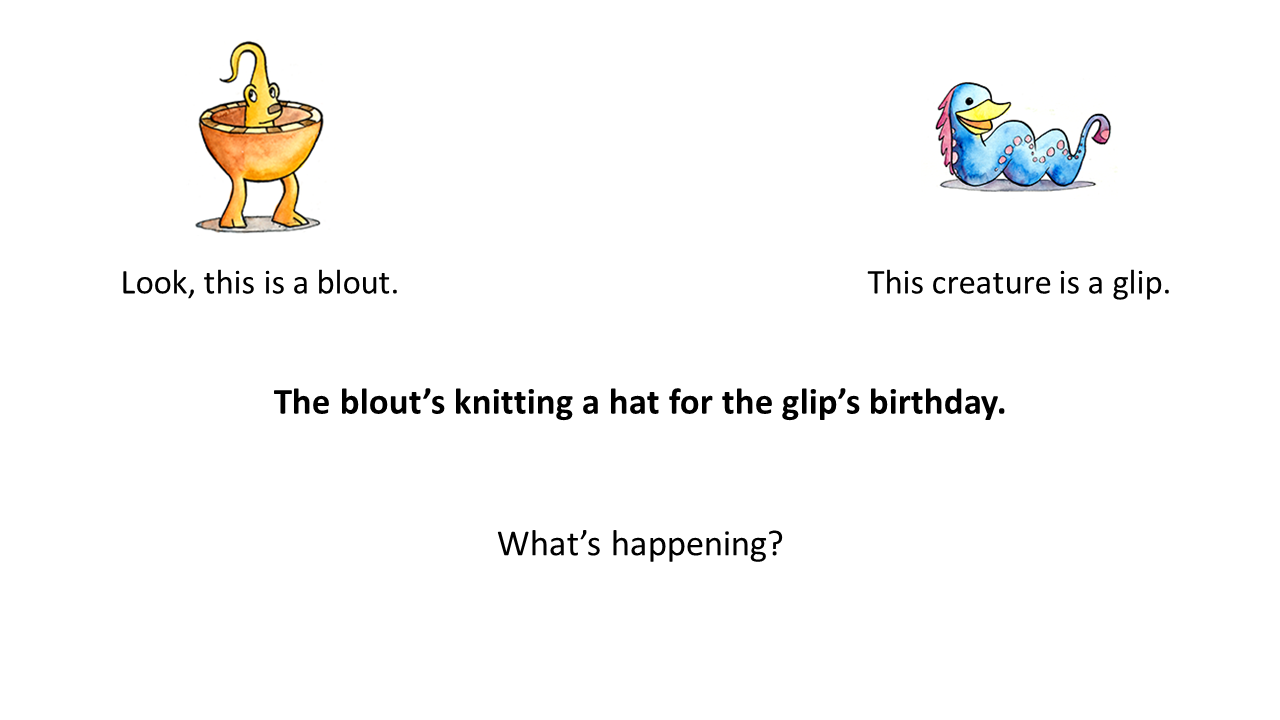 Look, this is a blout.
This creature is a glip.
The blout’s knitting a hat for the glip’s birthday.
What’s happening?